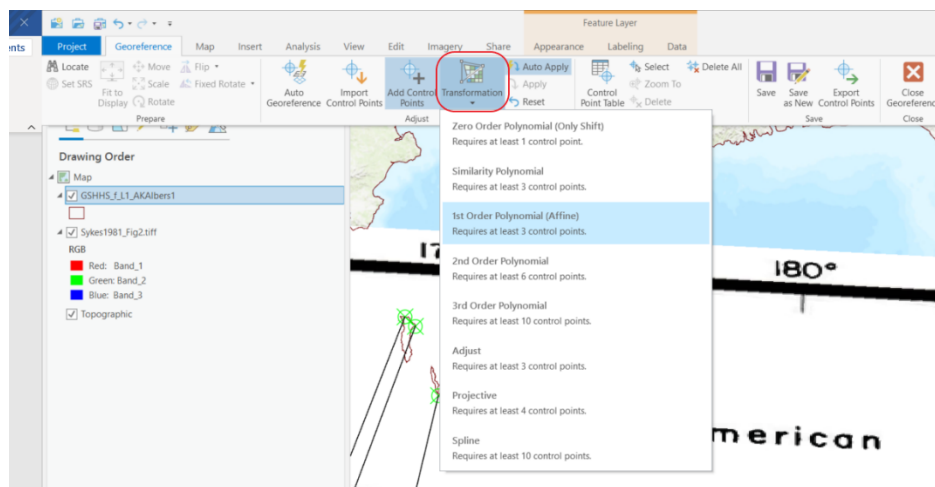 Feature Layer
ents
Project Georeference Map Insert Analysis View Edit Imagery Share Appearance Labeling Data
Locate Move Flip Auto Apply Select Delete All
Set SRS Scale Fixed Rotate Apply Zoom To
Fit to Display Rotate Auto Georeference Import Control Points Add Control Points Transformation Reset Control Point Table Delete Save Save as New Export Control Points Close Georeferenc
Prepare Adjust Save Close
Drawing Order
Map
GSHHS_f_L1_AKAlbers1
Sykes1981_Fig2.tiff
RGB
Red: Band_1
Green: Band_2
Blue: Band_3
Topographic
Zero Order Polynomial (Only Shift)
Requires at least 1 control point.
Similarity Polynomial
Requires at least 3 control points.
1st Order Polynomial (Affine)
Requires at least 3 control points.
2nd Order Polynomial
Requires at least 6 control points.
3rd Order Polynomial
Requires at least 10 control points.
Adjust
Requires at least 3 control points.
Projective
Requires at least 4 control points.
Spline
Requires at least 10 control points.
17
180°
merican